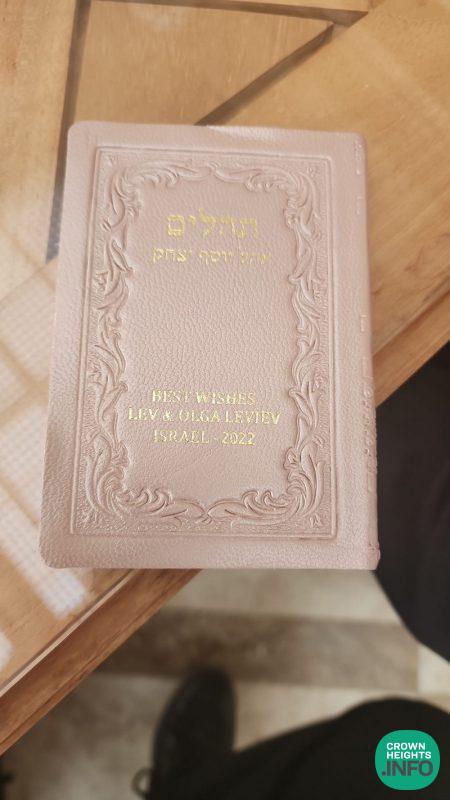 תהלים
אהל יוסף יצחק
BEST WISHES
LEV & OLGA LEVIEV
ISRAEL - 2022
CROWN
HEIGHTS
.INFO